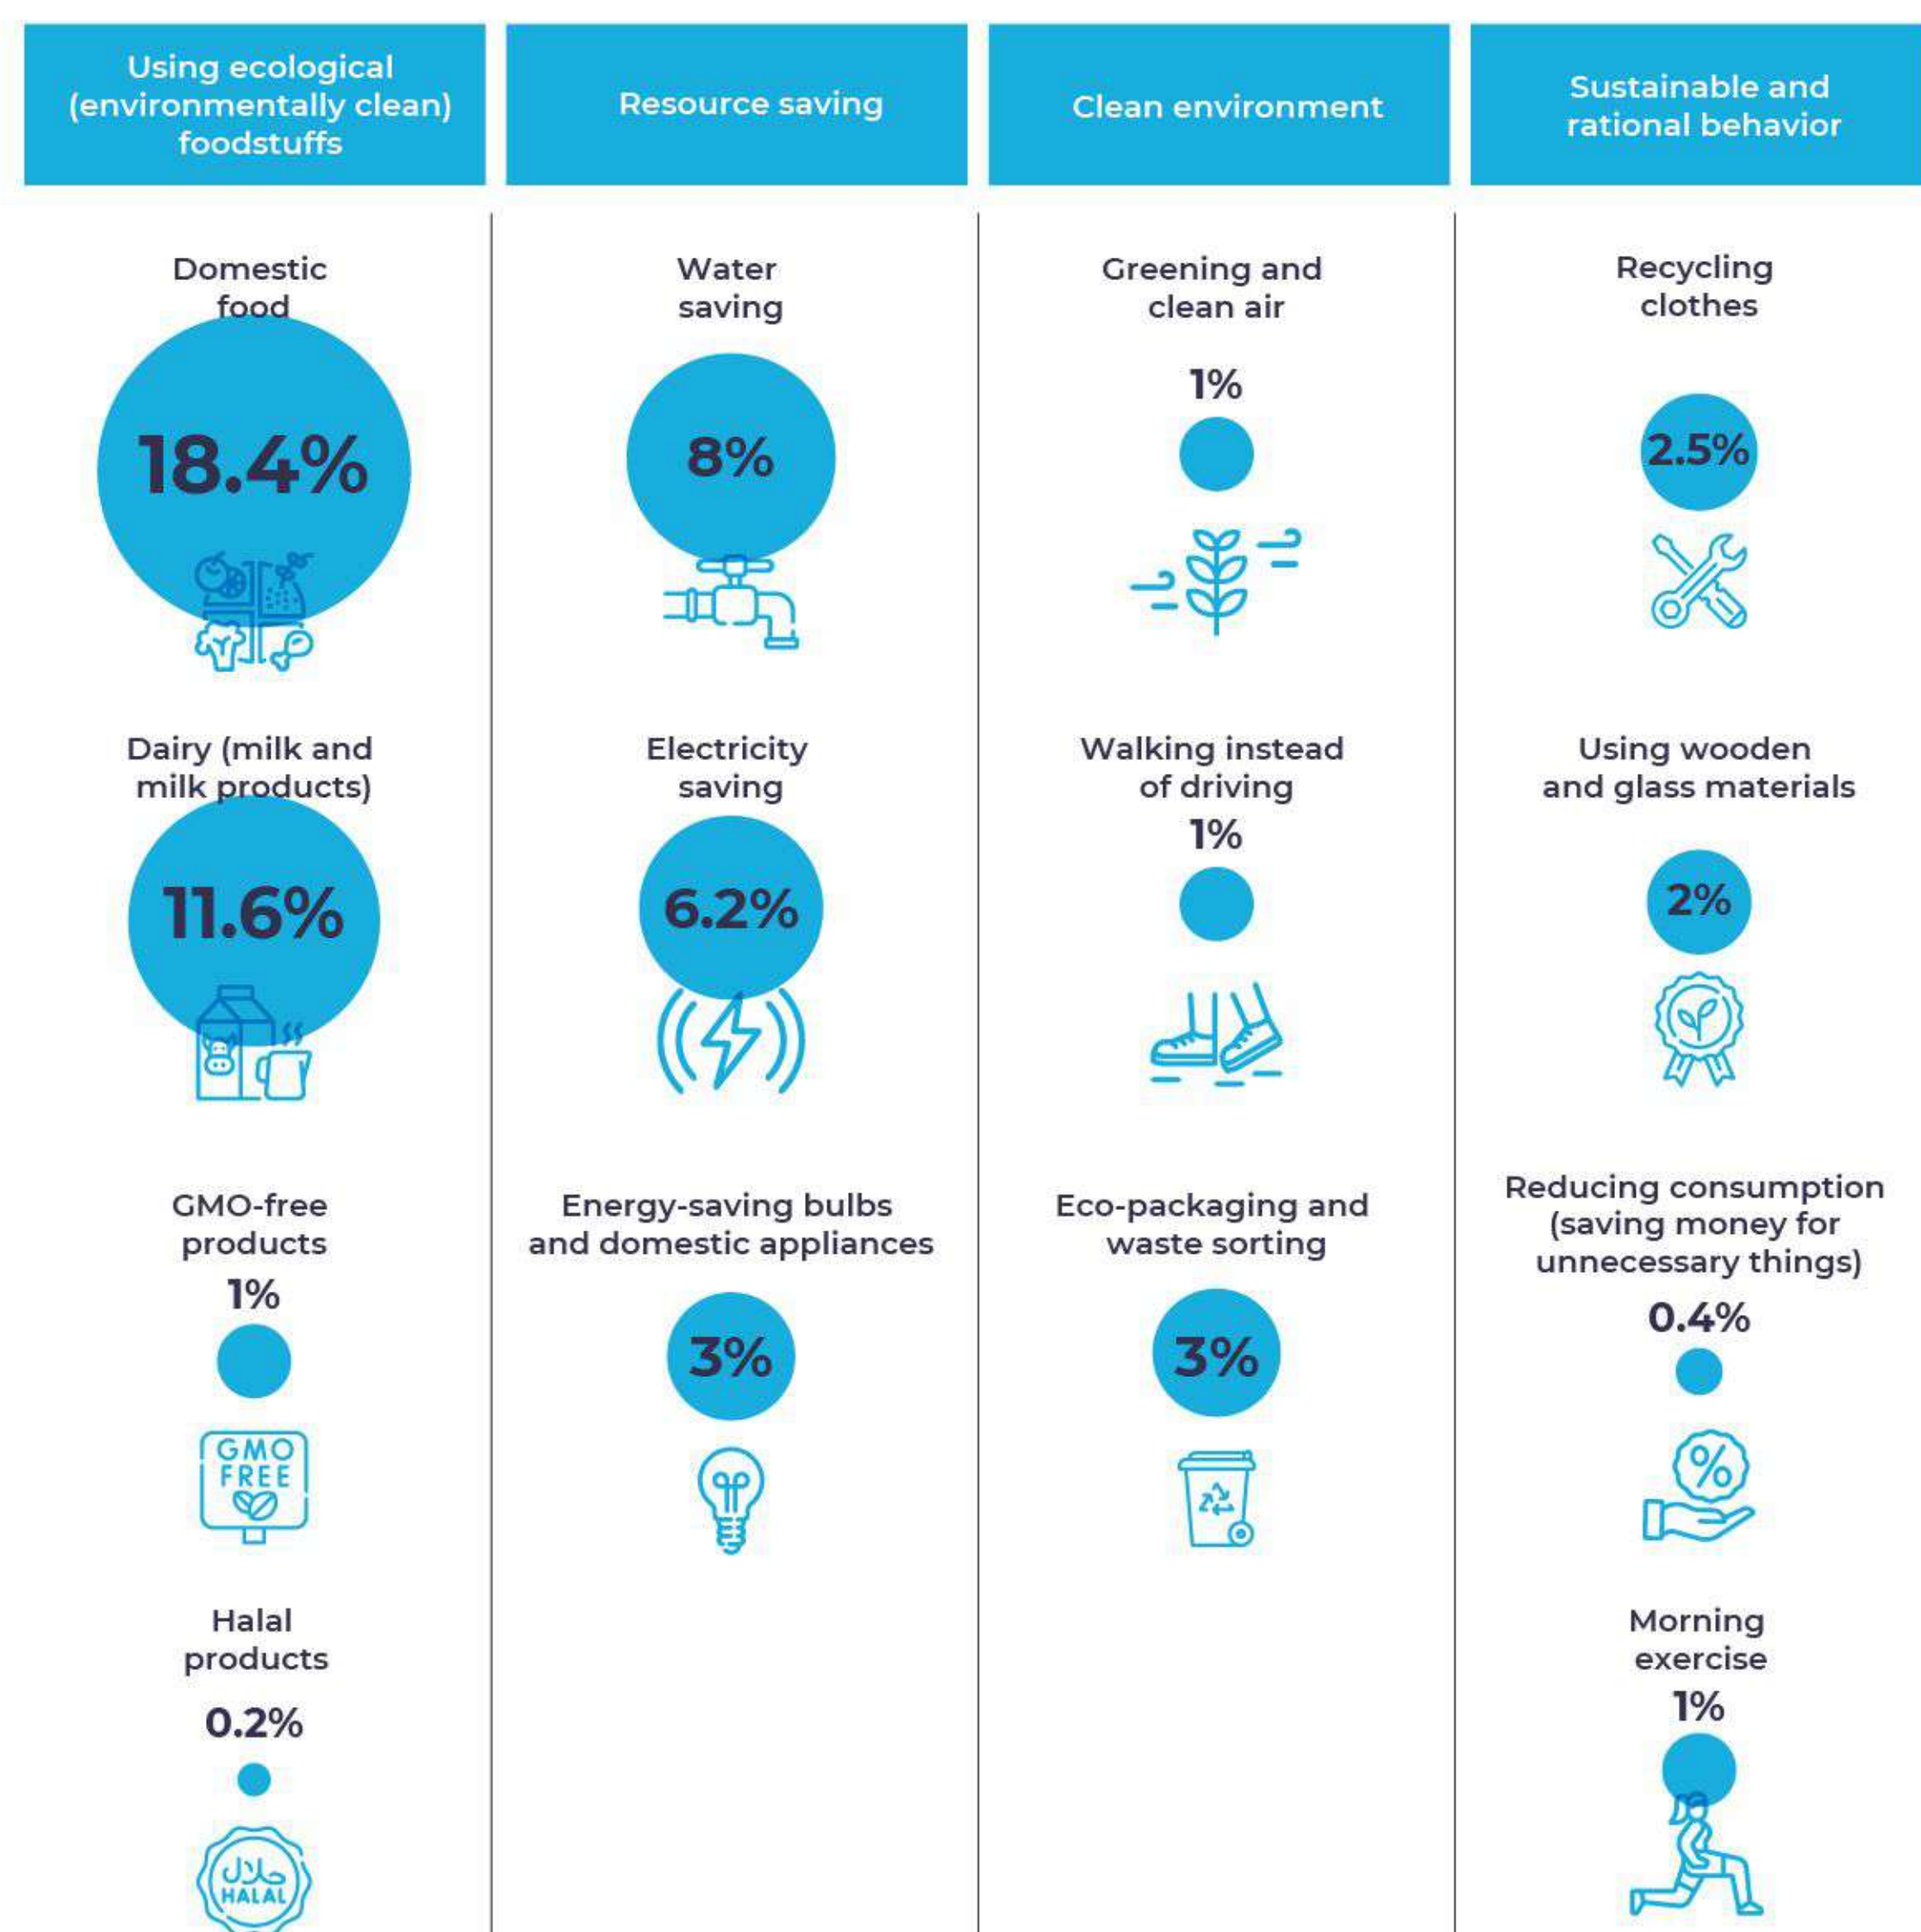 Using ecological
(environmentally clean)
foodstuffs
Resource saving
Clean environment
Sustainable and
rational behavior
Domestic
food
18.4%
Dairy (milk and
milk products)
11.6%
GMO-free
products
1%
GMO
FREE
Halal
products
0.2%
حلال
HALAL
Water
saving
8%
Electricity
saving
6.2%
Energy-saving bulbs
and domestic appliances
3%
Greening and
clean air
1%
Walking instead
of driving
1%
Eco-packaging and
waste sorting
3%
Recycling
clothes
2.5%
Using wooden
and glass materials
2%
Reducing consumption
(saving money for
unnecessary things)
0.4%
%
Morning
exercise
1%